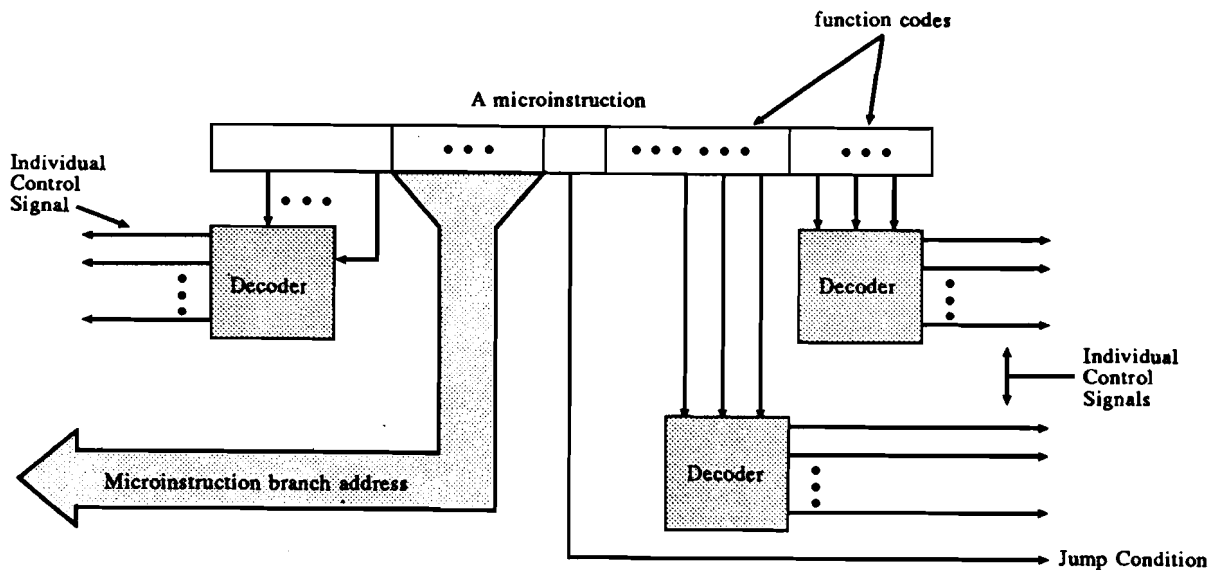 function codes
A microinstruction
Individual
Control
Signal
Decoder
Decoder
Individual
Control
Signals
Decoder
Microinstruction branch address
Jump Condition